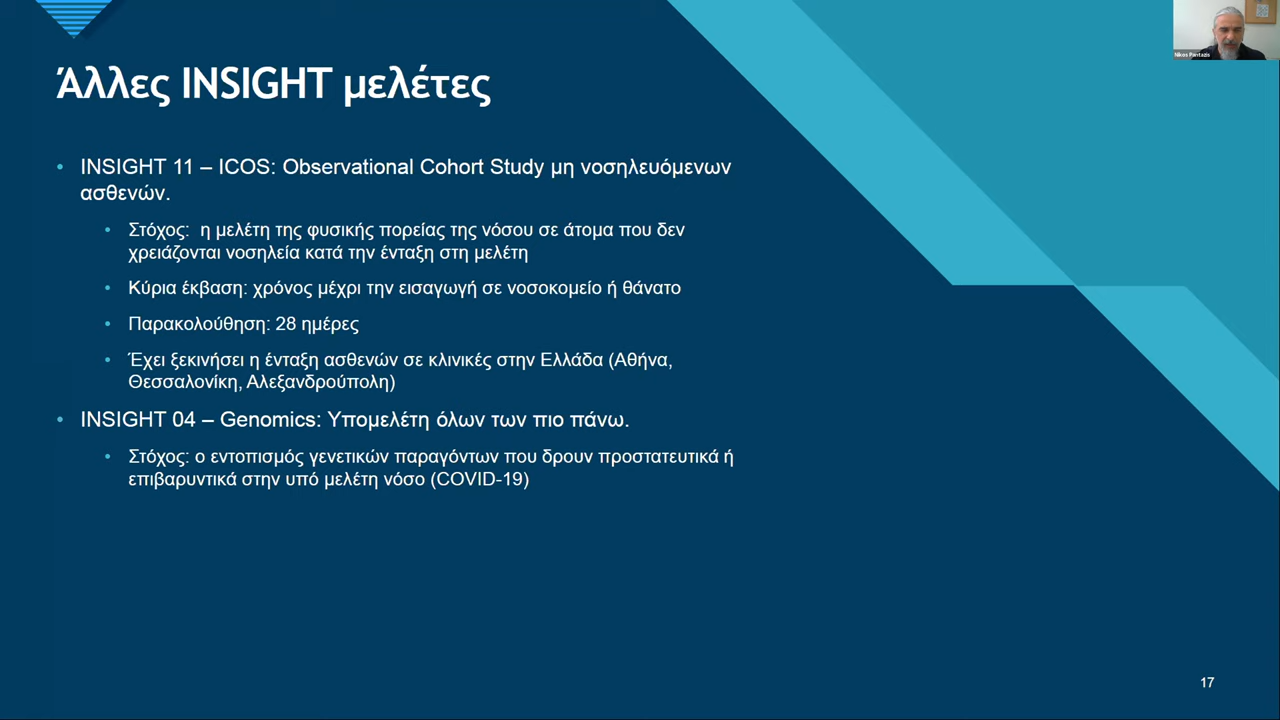 Nikos Pantazis
Άλλες INSIGHT μελέτες
• INSIGHT 11 – ICOS: Observational Cohort Study μη νοσηλευόμενων
ασθενών.
• Στόχος: η μελέτη της φυσικής πορείας της νόσου σε άτομα που δεν
χρειάζονται νοσηλεία κατά την ένταξη στη μελέτη
• Κύρια έκβαση: χρόνος μέχρι την εισαγωγή σε νοσοκομείο ή θάνατο
• Παρακολούθηση: 28 ημέρες
• Έχει ξεκινήσει η ένταξη ασθενών σε κλινικές στην Ελλάδα (Αθήνα,
Θεσσαλονίκη, Αλεξανδρούπολη)
• INSIGHT 04 – Genomics: Υπομελέτη όλων των πιο πάνω.
• Στόχος: ο εντοπισμός γενετικών παραγόντων που δρουν προστατευτικά ή
επιβαρυντικά στην υπό μελέτη νόσο (COVID-19)
17